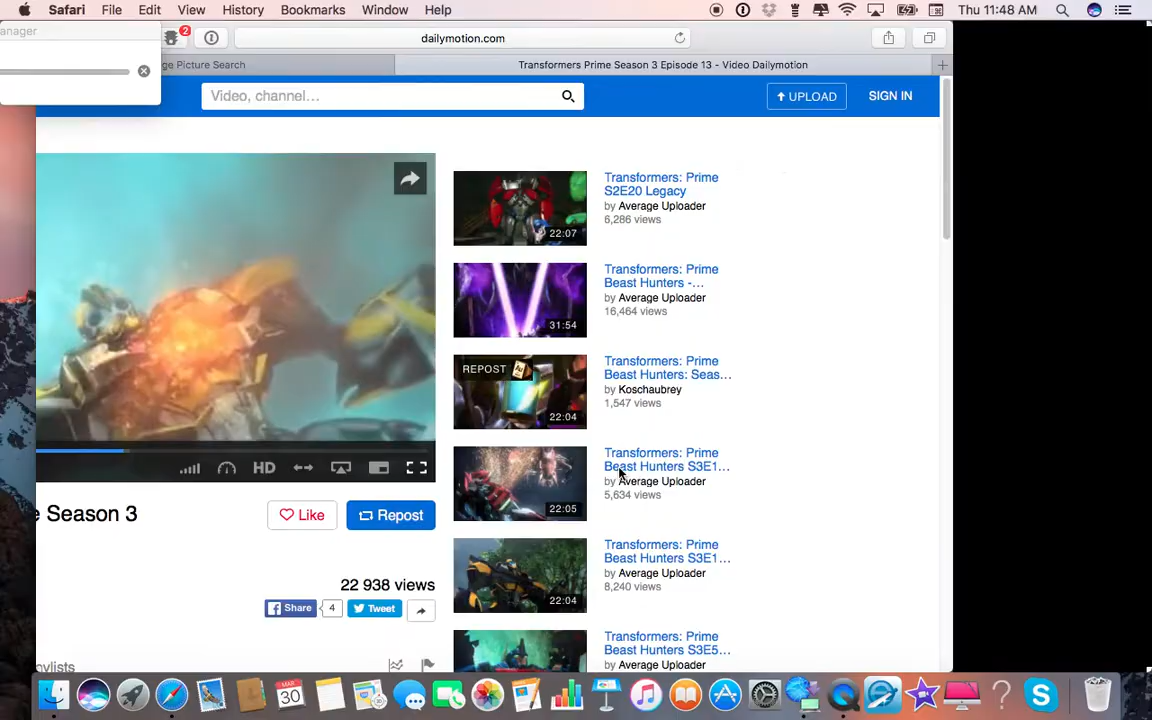 Safari File Edit View History Bookmarks Window Help Thu 11:48 AM
anager
2
dailymotion.com
ge Picture Search
Transformers Prime Season 3 Episode 13 - Video Dailymotion
Video, channel...
UPLOAD
SIGN IN
Transformers: Prime
S2E20 Legacy
by Average Uploader
6,286 views
22:07
Transformers: Prime
Beast Hunters -...
by Average Uploader
16,464 views
31:54
REPOST
Transformers: Prime
Beast Hunters: Seas...
by Koschaubrey
1,547 views
22:04
Transformers: Prime
Beast Hunters S3E1...
by Average Uploader
5,634 views
22:05
Transformers: Prime
Beast Hunters S3E1...
by Average Uploader
8,240 views
22:04
Transformers: Prime
Beast Hunters S3E5...
by Average Uploader
HD
e Season 3
Like
Repost
22 938 views
Share
4
Tweet
aylists
MAR
30